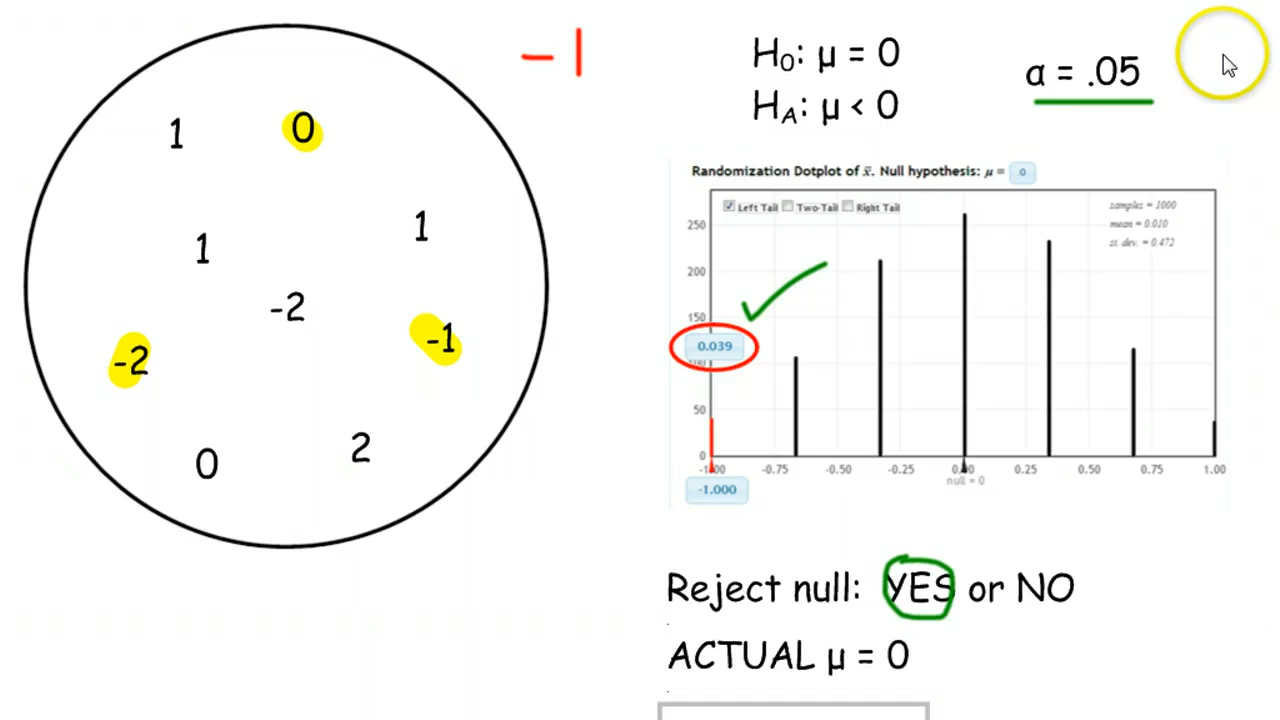 -1
1
0
1
1
-2
-2
-1
0
2
H₀: μ = 0
Hₐ: μ < 0
α = .05
Randomization Dotplot of x̄. Null hypothesis: μ = 0
Left Tail Two-Tail Right Tail
samples = 1000
mean = 0.010
st. dev. = 0.472
250
200
150
0.039
100
50
0
-1.00 -0.75 -0.50 -0.25 0.00 0.25 0.50 0.75 1.00
null = 0
-1.000
Reject null: YES or NO
ACTUAL μ = 0